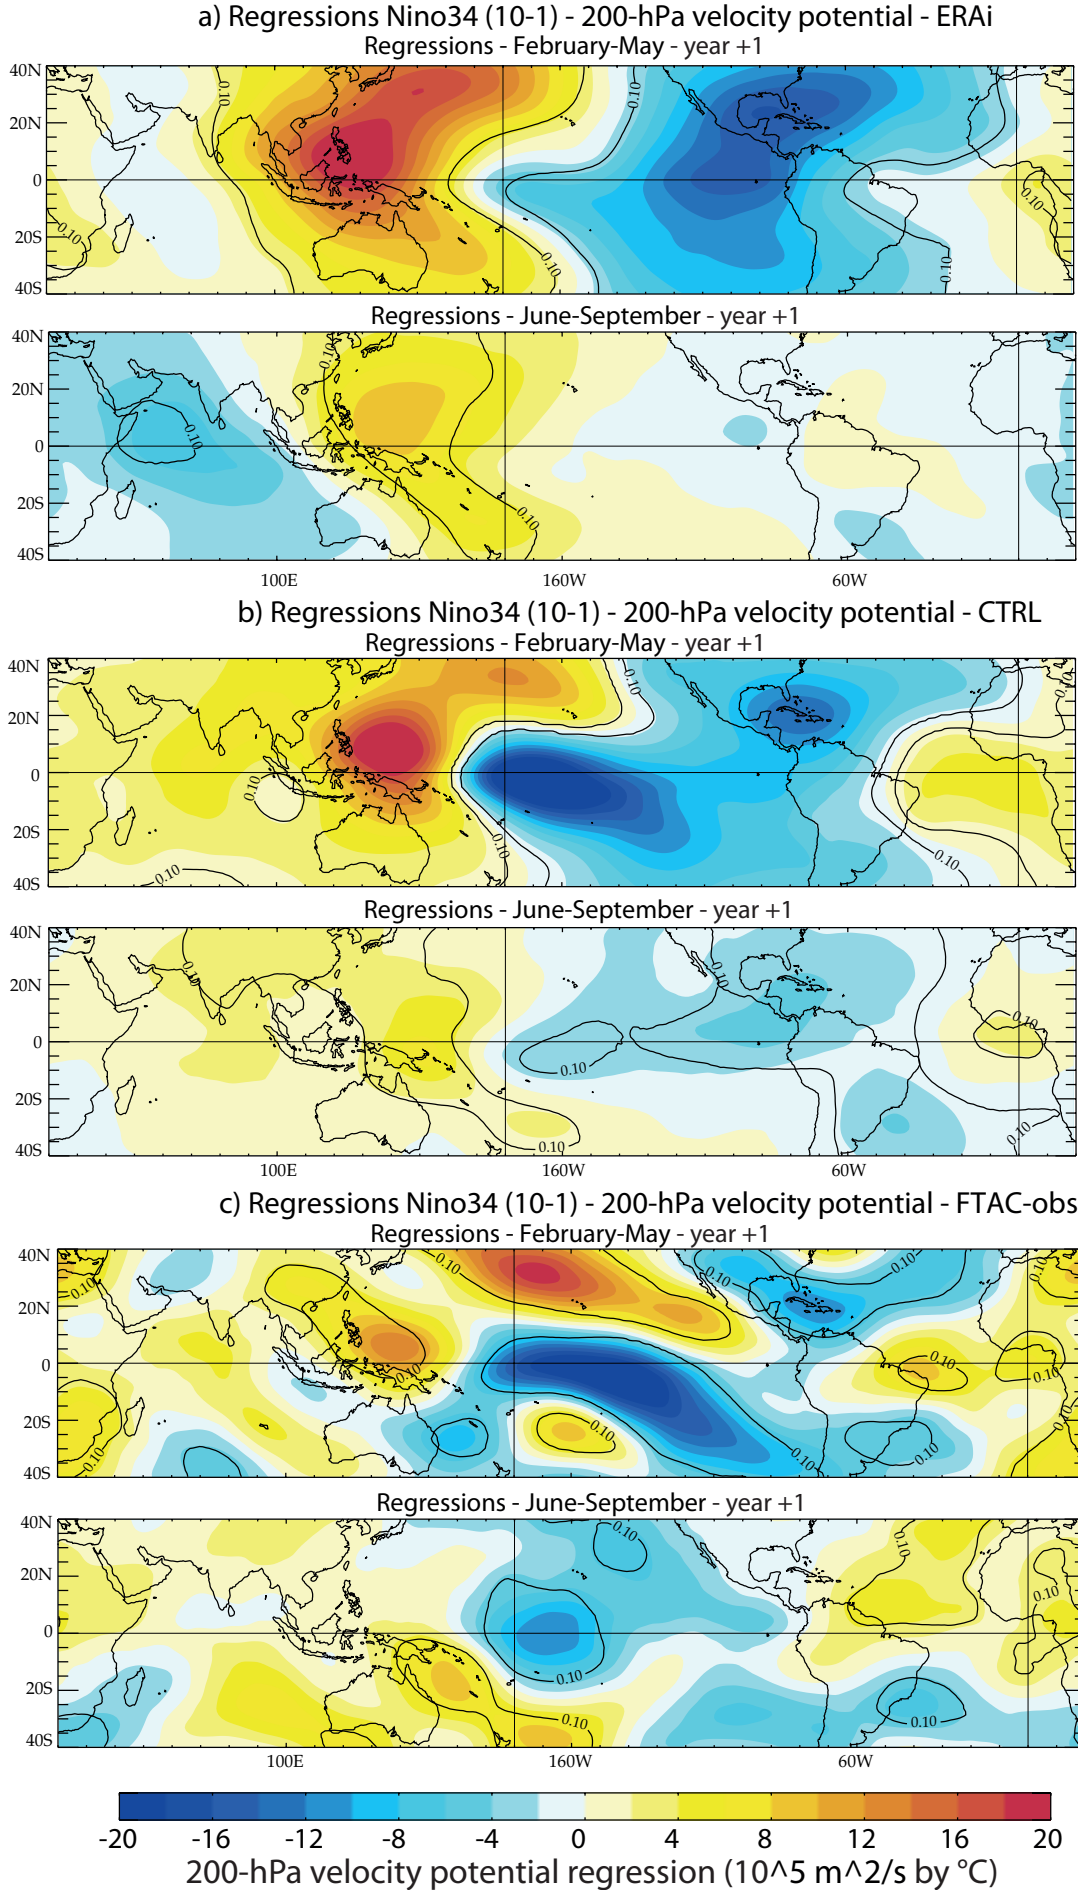 a) Regressions Nino34 (10-1) - 200-hPa velocity potential - ERAi
Regressions - February-May - year +1
40N
20N
0
20S
40S
0.10
0.10
0.10
0.10
0.10
0.10
Regressions - June-September - year +1
40N
20N
0
20S
40S
0.10
0.10
0.10
100E 160W 60W
b) Regressions Nino34 (10-1) - 200-hPa velocity potential - CTRL
Regressions - February-May - year +1
40N
20N
0
20S
40S
0.10
0.10
0.10
0.10
0.10
0.10
Regressions - June-September - year +1
40N
20N
0
20S
40S
0.10
0.10
0.10
0.10
0.10
0.10
100E 160W 60W
c) Regressions Nino34 (10-1) - 200-hPa velocity potential - FTAC-obs
Regressions - February-May - year +1
40N
20N
0
20S
40S
0.10
0.10
0.10
0.10
0.10
0.10
0.10
0.10
0.10
0.10
0.10
0.10
0.10
Regressions - June-September - year +1
40N
20N
0
20S
40S
0.10
0.10
0.10
0.10
0.10
0.10
100E 160W 60W
-20 -16 -12 -8 -4 0 4 8 12 16 20
200-hPa velocity potential regression (10^5 m^2/s by °C)